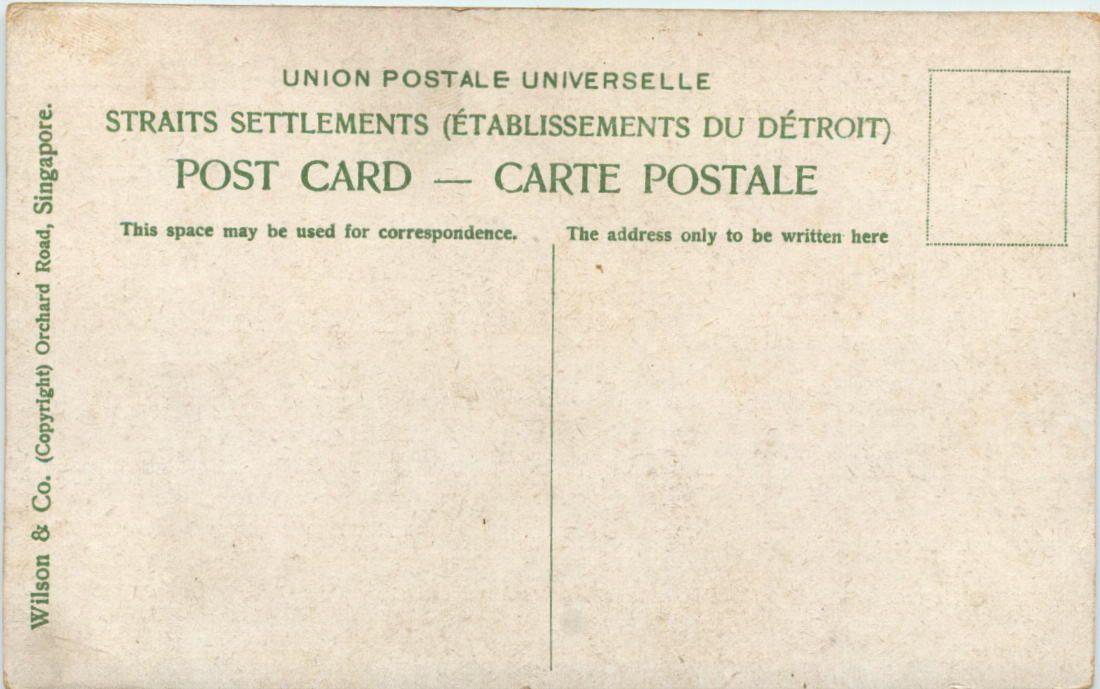 UNION POSTALE UNIVERSELLE
STRAITS SETTLEMENTS (ÉTABLISSEMENTS DU DÉTROIT)
POST CARD — CARTE POSTALE
This space may be used for correspondence.
The address only to be written here
Wilson & Co. (Copyright) Orchard Road, Singapore.